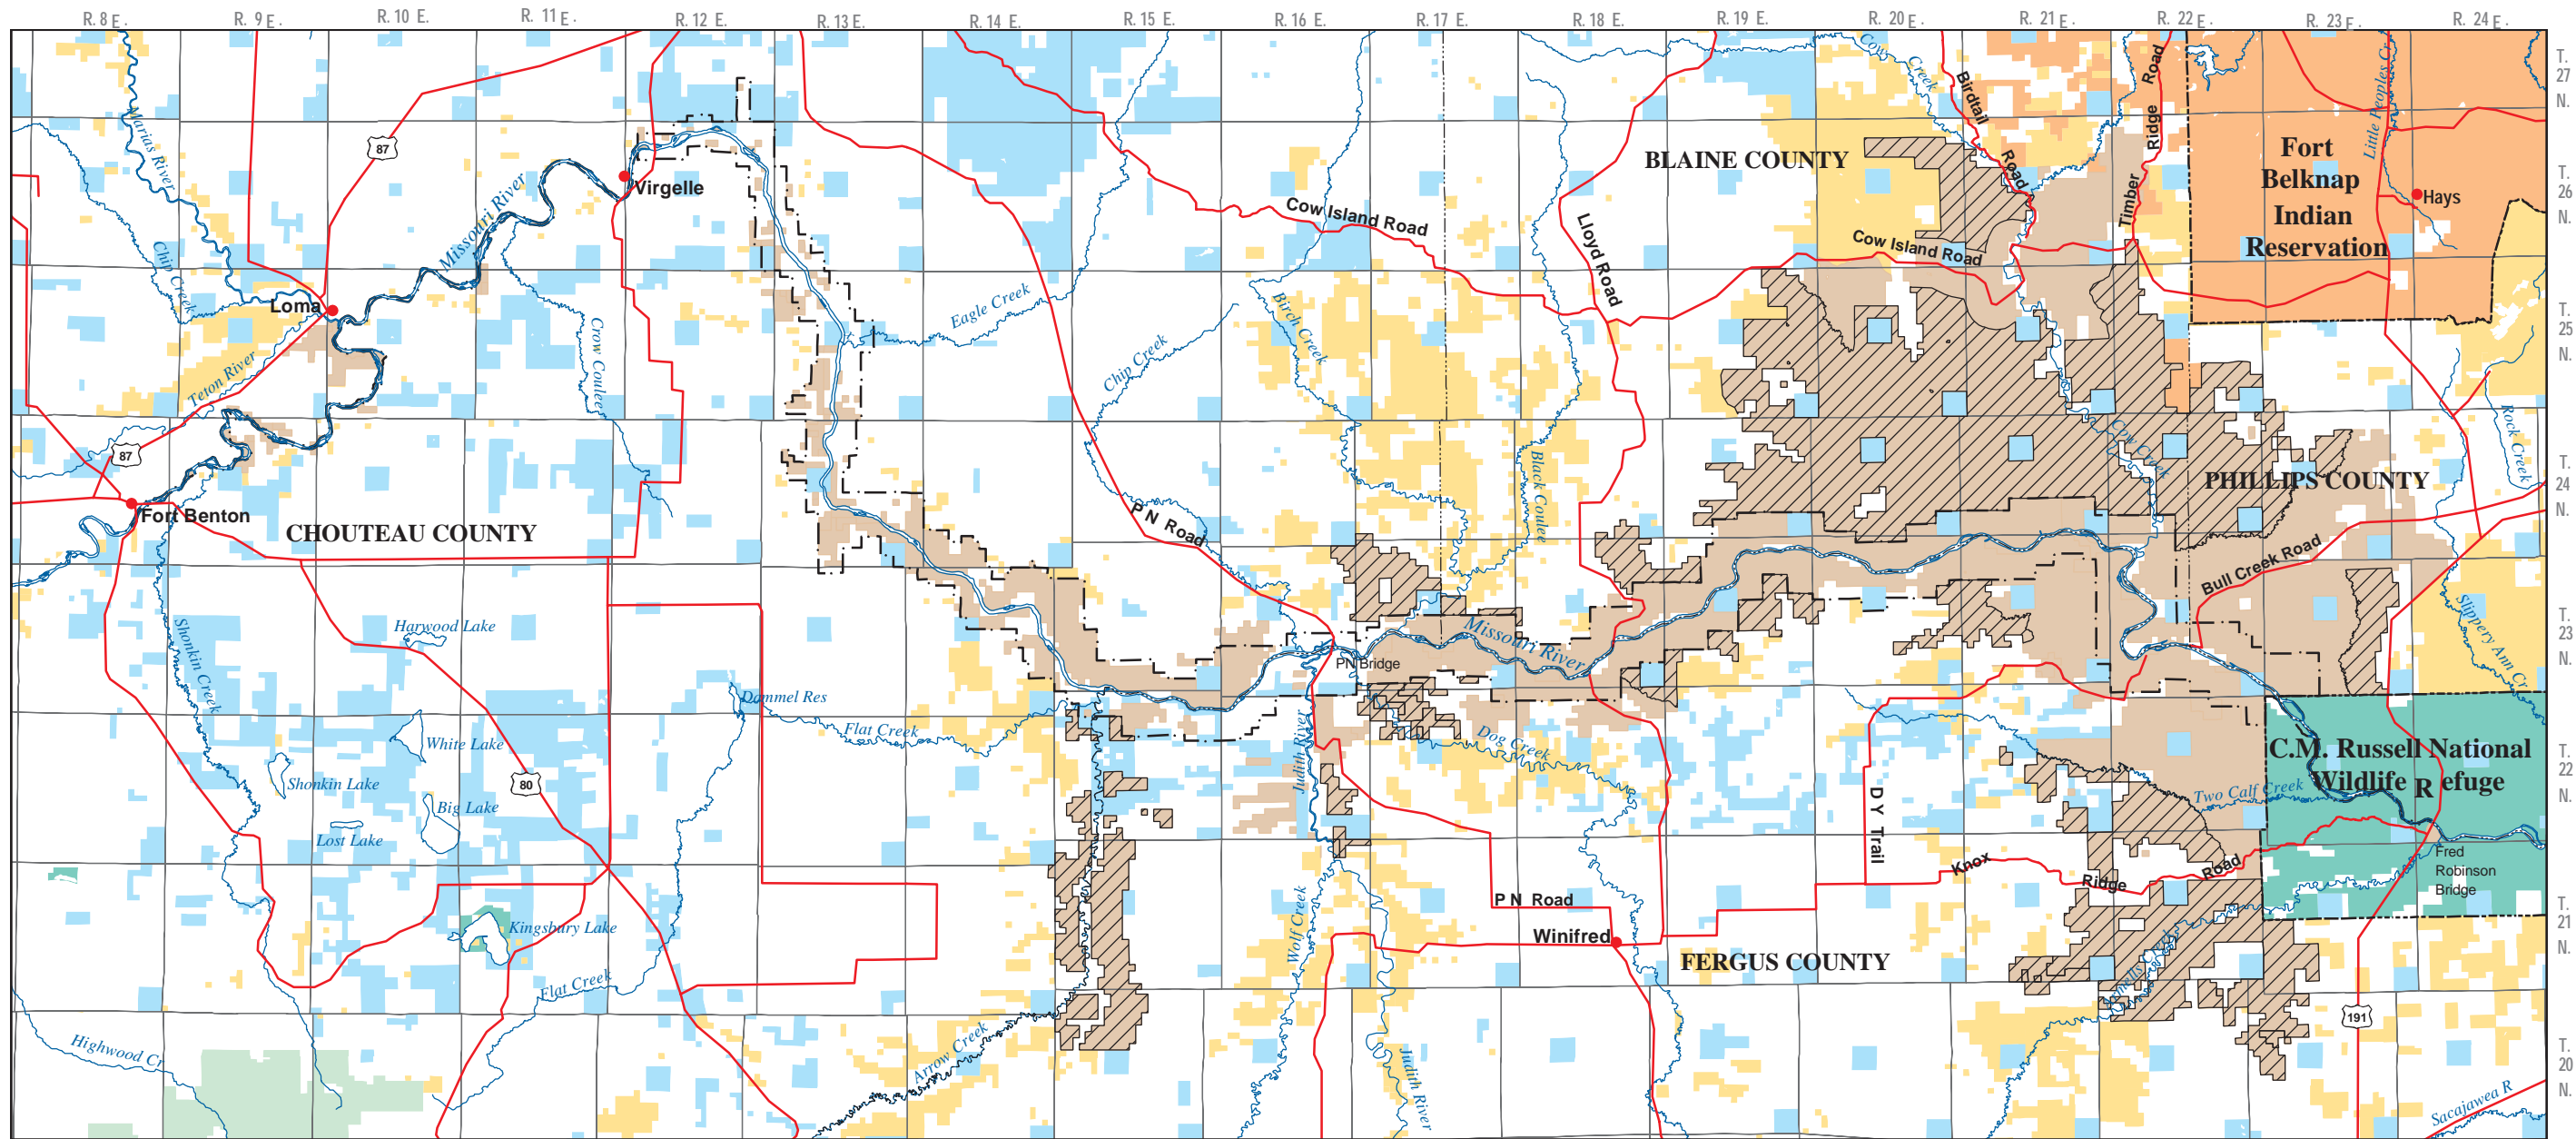 R. 8 E.
R. 9 E.
R. 10 E.
R. 11 E.
R. 12 E.
R. 13 E.
R. 14 E.
R. 15 E.
R. 16 E.
R. 17 E.
R. 18 E.
R. 19 E.
R. 20 E.
R. 21 E.
R. 22 E.
R. 23 E.
R. 24 E.
T.
27
N.
T.
26
N.
T.
25
N.
T.
24
N.
T.
23
N.
T.
22
N.
T.
21
N.
T.
20
N.
Marias River
87
Missouri River
Virgelle
Chip Creek
Loma
Teton River
Crow Coulee
87
Fort Benton
CHOUTEAU COUNTY
Eagle Creek
Chip Creek
Birch Creek
Cow Island Road
Lloyd Road
BLAINE COUNTY
Cow Creek
Birdtail Road
Timber Ridge Road
Cow Island Road
Little Peoples Cr
Fort
Belknap
Indian
Reservation
Hays
Rock Creek
Black Coulee
P N Road
Cow Creek
PHILLIPS COUNTY
Bull Creek Road
Slippery Ann Cr
Missouri River
PN Bridge
Shonkin Creek
Harwood Lake
White Lake
Shonkin Lake
Big Lake
Lost Lake
80
Dammel Res
Flat Creek
Judith River
Dog Creek
D Y Trail
Two Calf Creek
C.M. Russell National
Wildlife Refuge
Fred
Robinson
Bridge
Knox Ridge Road
Kingsbury Lake
Flat Creek
Wolf Creek
P N Road
Winifred
FERGUS COUNTY
191
Highwood Cr
Arrow Creek
Judith River
Sacajawea R